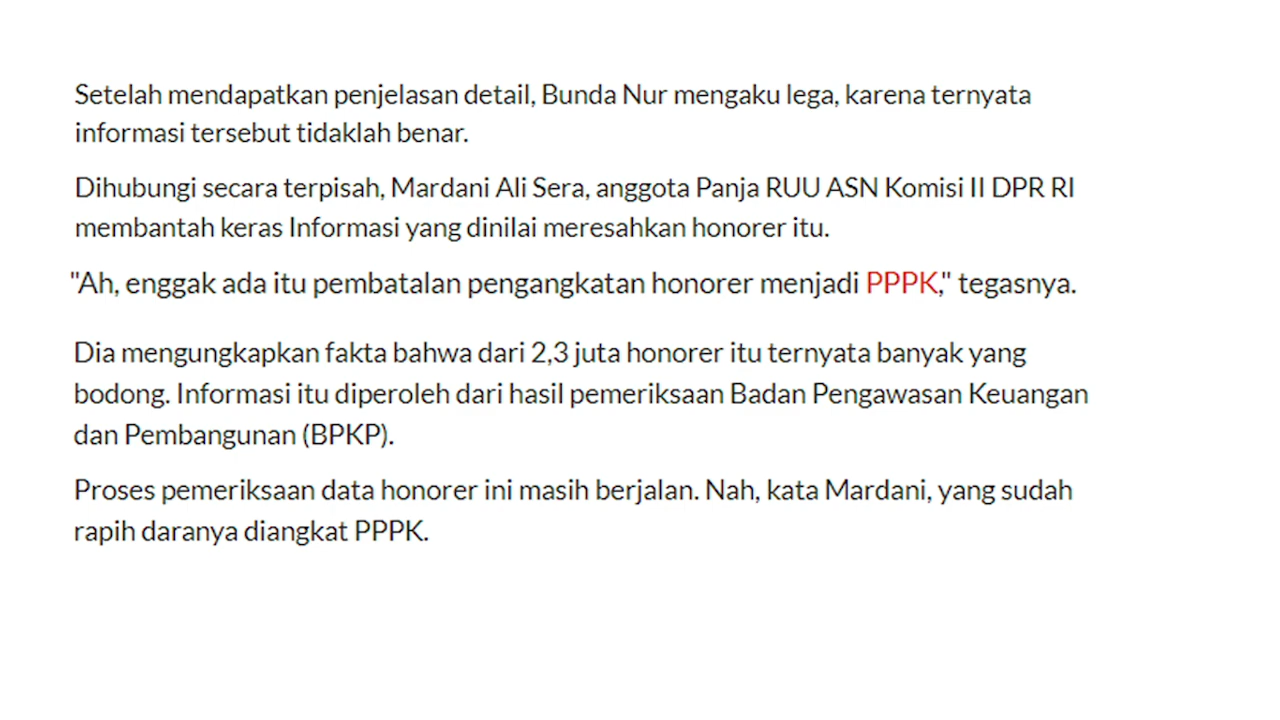 Setelah mendapatkan penjelasan detail, Bunda Nur mengaku lega, karena ternyata
informasi tersebut tidaklah benar.
Dihubungi secara terpisah, Mardani Ali Sera, anggota Panja RUU ASN Komisi II DPR RI
membantah keras Informasi yang dinilai meresahkan honorer itu.
"Ah, enggak ada itu pembatalan pengangkatan honorer menjadi PPPK," tegasnya.
Dia mengungkapkan fakta bahwa dari 2,3 juta honorer itu ternyata banyak yang
bodong. Informasi itu diperoleh dari hasil pemeriksaan Badan Pengawasan Keuangan
dan Pembangunan (BPKP).
Proses pemeriksaan data honorer ini masih berjalan. Nah, kata Mardani, yang sudah
rapih daranya diangkat PPPK.